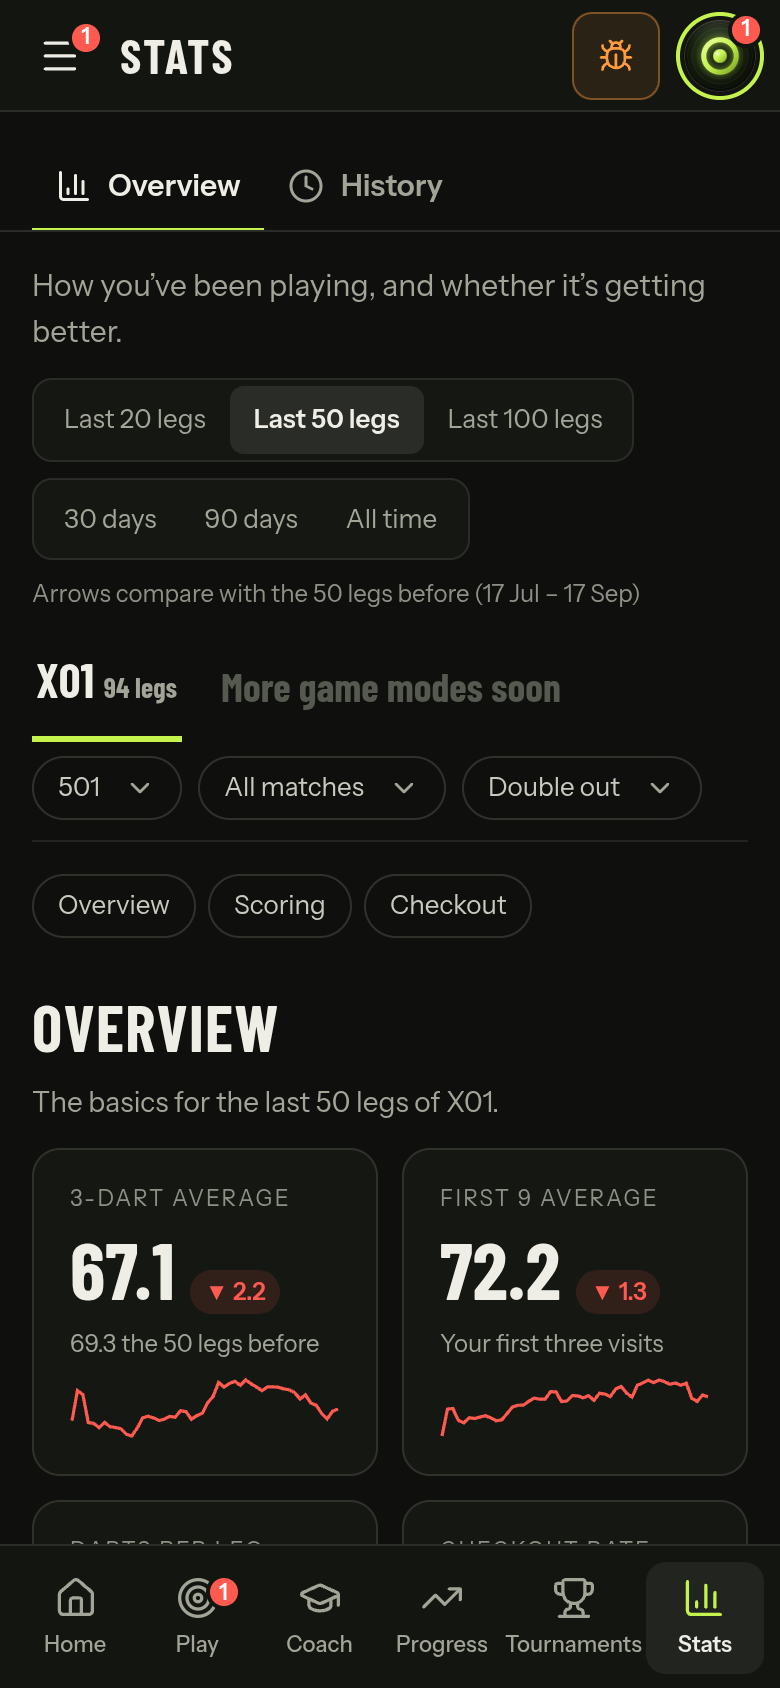 1
STATS
1
Overview
History
How you’ve been playing, and whether it’s getting
better.
Last 20 legs
Last 50 legs
Last 100 legs
30 days
90 days
All time
Arrows compare with the 50 legs before (17 Jul – 17 Sep)
X01 94 legs
More game modes soon
501
All matches
Double out
Overview
Scoring
Checkout
OVERVIEW
The basics for the last 50 legs of X01.
3-DART AVERAGE
67.1 ▼ 2.2
69.3 the 50 legs before
FIRST 9 AVERAGE
72.2 ▼ 1.3
Your first three visits
DARTS PER LEG
CHECKOUT RATE
1
Home
Play
Coach
Progress
Tournaments
Stats